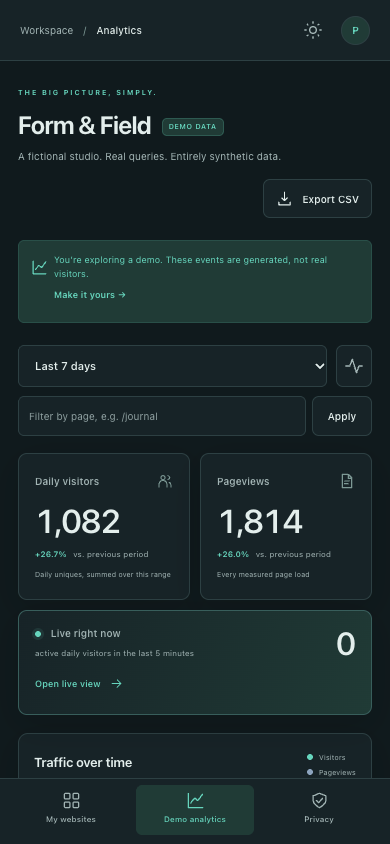 Workspace / Analytics
P
THE BIG PICTURE, SIMPLY.
Form & Field DEMO DATA
A fictional studio. Real queries. Entirely synthetic data.
Export CSV
You're exploring a demo. These events are generated, not real
visitors.
Make it yours →
Last 7 days
Filter by page, e.g. /journal
Apply
Daily visitors
1,082
+26.7% vs. previous period
Daily uniques, summed over this range
Pageviews
1,814
+26.0% vs. previous period
Every measured page load
Live right now
active daily visitors in the last 5 minutes
0
Open live view →
Traffic over time
Visitors
Pageviews
My websites
Demo analytics
Privacy